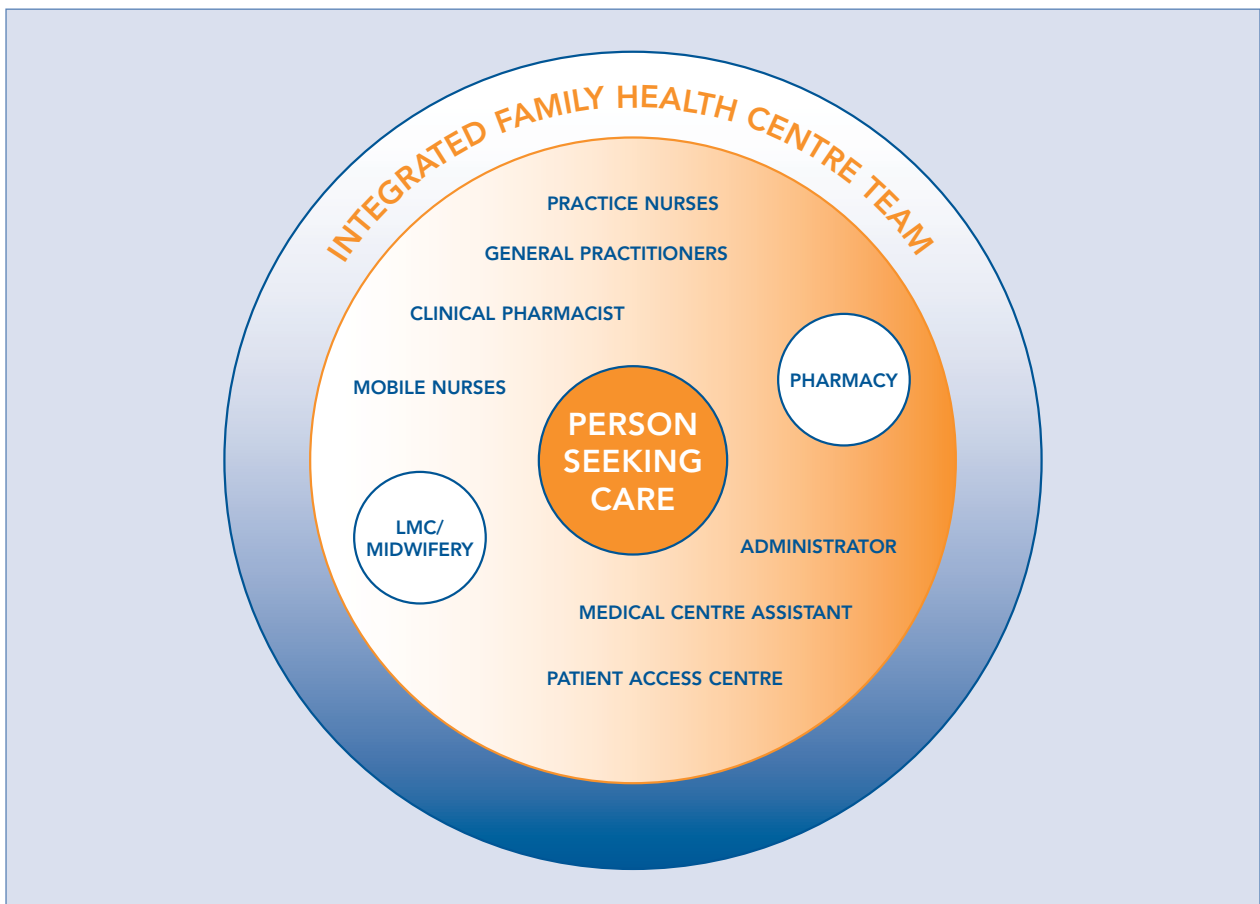 INTEGRATED FAMILY HEALTH CENTRE TEAM
PRACTICE NURSES
GENERAL PRACTITIONERS
CLINICAL PHARMACIST
MOBILE NURSES
PHARMACY
PERSON
SEEKING
CARE
LMC/
MIDWIFERY
ADMINISTRATOR
MEDICAL CENTRE ASSISTANT
PATIENT ACCESS CENTRE